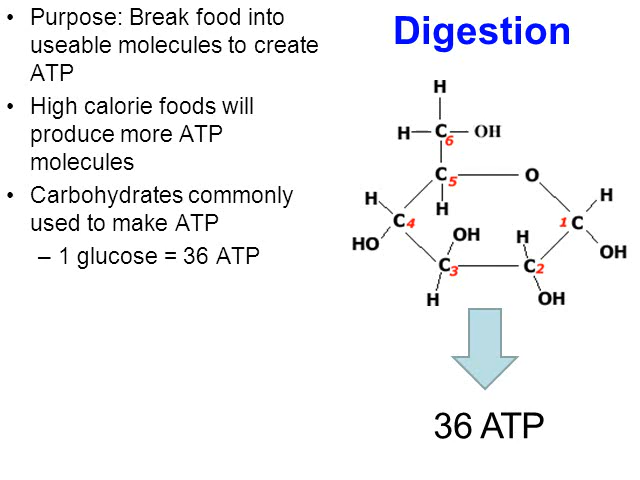 Digestion
• Purpose: Break food into
useable molecules to create
ATP
• High calorie foods will
produce more ATP
molecules
• Carbohydrates commonly
used to make ATP
– 1 glucose = 36 ATP
H
H C 6 OH
C 5 O
H
H
C 4
HO
H
1 C
OH
OH
C 3
H
H
C 2
OH
36 ATP